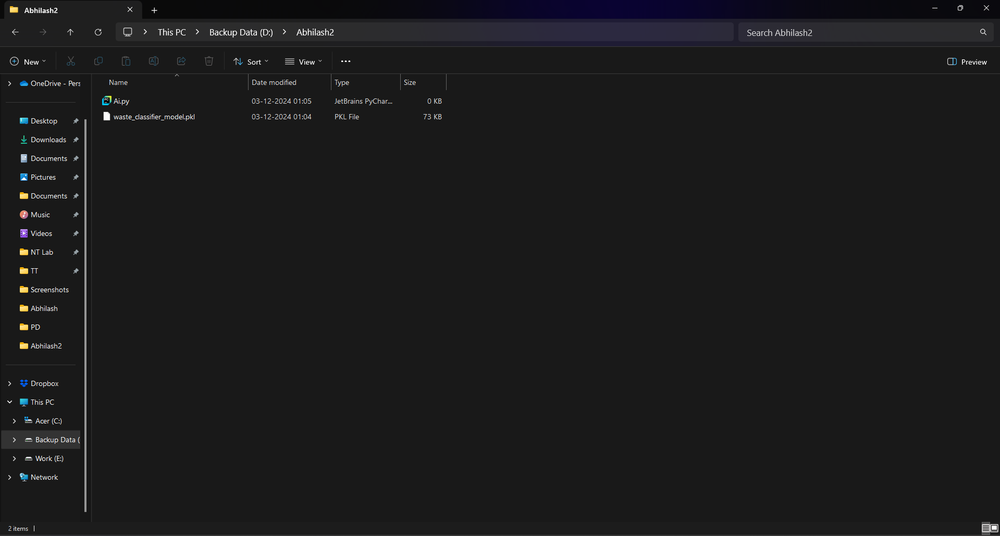 Abhilash2
This PC > Backup Data (D:) > Abhilash2
Search Abhilash2
New
Sort
View
Preview
Name Date modified Type Size
Ai.py 03-12-2024 01:05 JetBrains PyChar... 0 KB
waste_classifier_model.pkl 03-12-2024 01:04 PKL File 73 KB
OneDrive - Pers
Desktop
Downloads
Documents
Pictures
Documents
Music
Videos
NT Lab
TT
Screenshots
Abhilash
PD
Abhilash2
Dropbox
This PC
Acer (C:)
Backup Data (
Work (E:)
Network
2 items